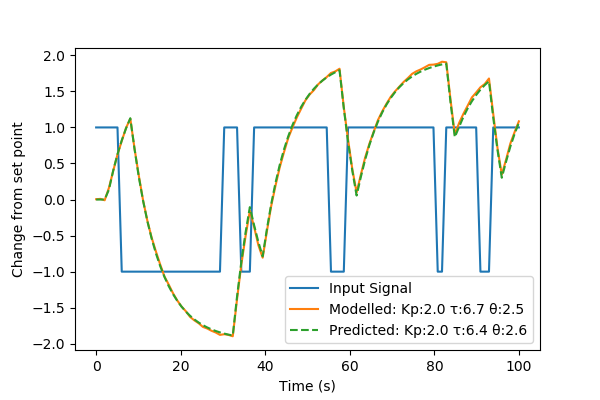 2.0
1.5
1.0
0.5
0.0
−0.5
−1.0
−1.5
−2.0
Change from set point
Input Signal
Modelled: Kp:2.0 τ:6.7 θ:2.5
Predicted: Kp:2.0 τ:6.4 θ:2.6
0 20 40 60 80 100
Time (s)